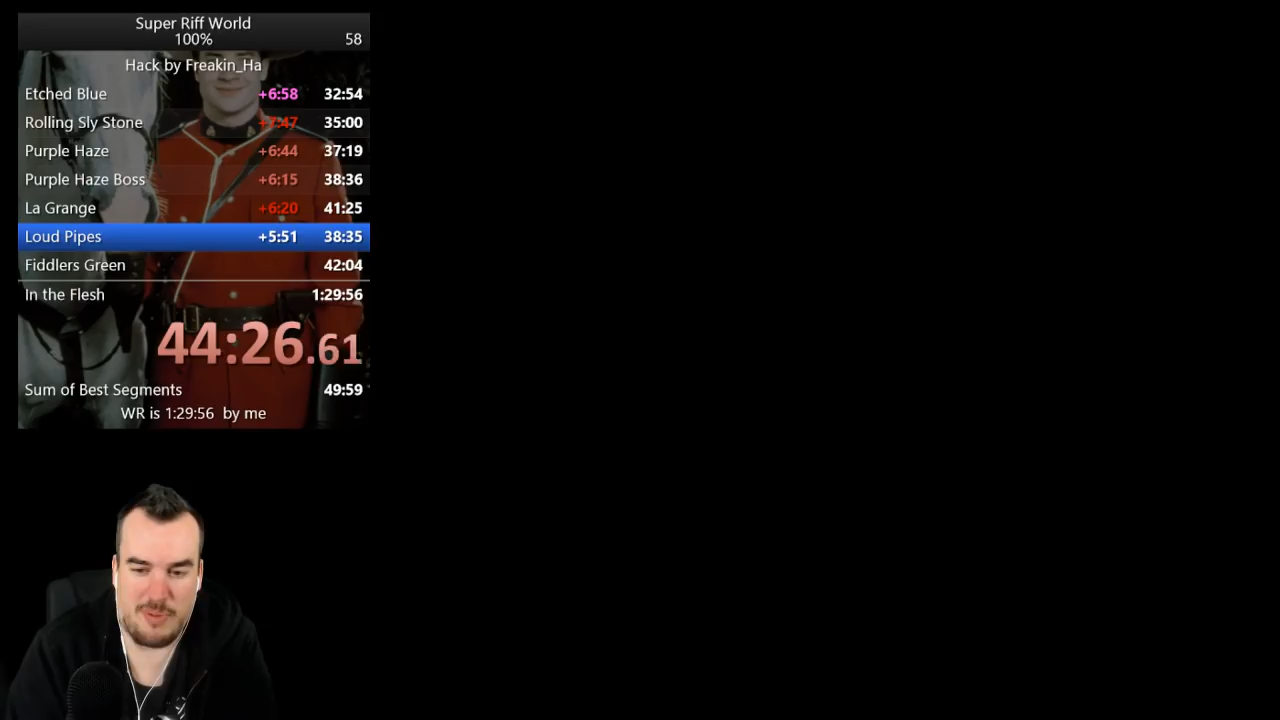 Super Riff World
100% 58
Hack by Freakin_Ha
Etched Blue +6:58 32:54
Rolling Sly Stone +7:47 35:00
Purple Haze +6:44 37:19
Purple Haze Boss +6:15 38:36
La Grange +6:20 41:25
Loud Pipes +5:51 38:35
Fiddlers Green 42:04
In the Flesh 1:29:56
44:26.61
Sum of Best Segments 49:59
WR is 1:29:56 by me